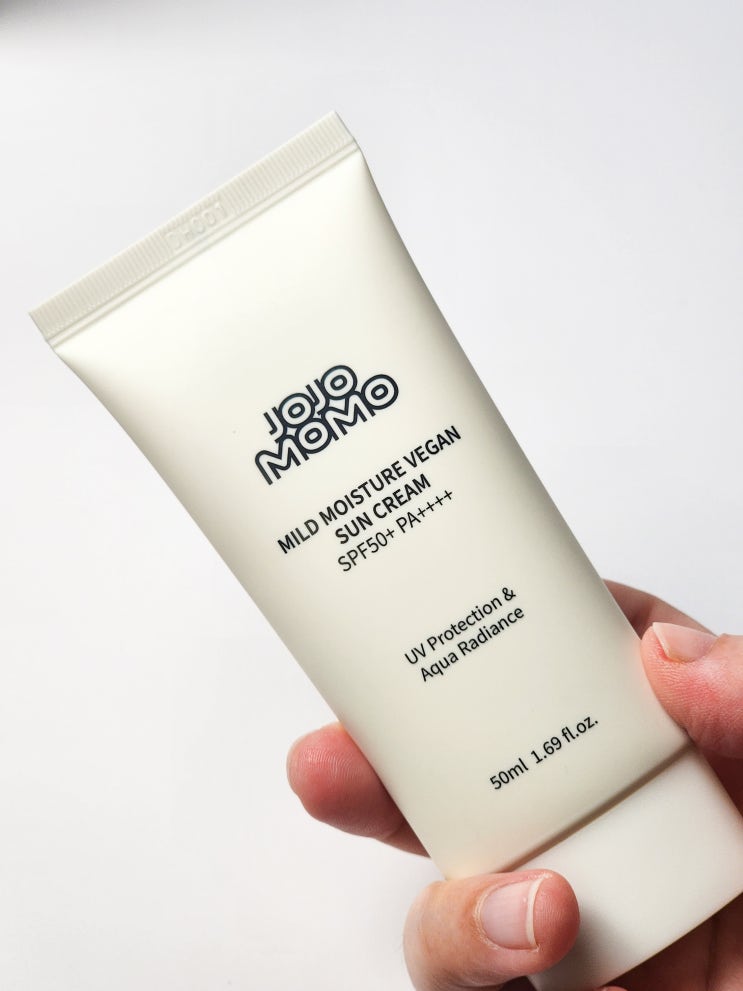 JOJO
MOMO
MILD MOISTURE VEGAN
SUN CREAM
SPF50+ PA++++
UV Protection &
Aqua Radiance
50ml 1.69 fl.oz.